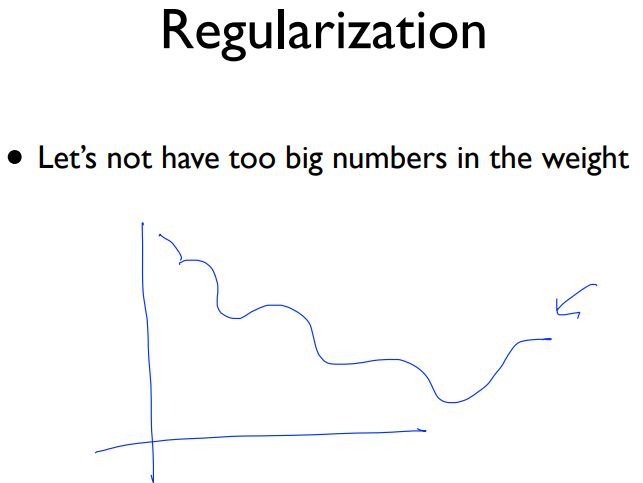 Regularization
• Let's not have too big numbers in the weight